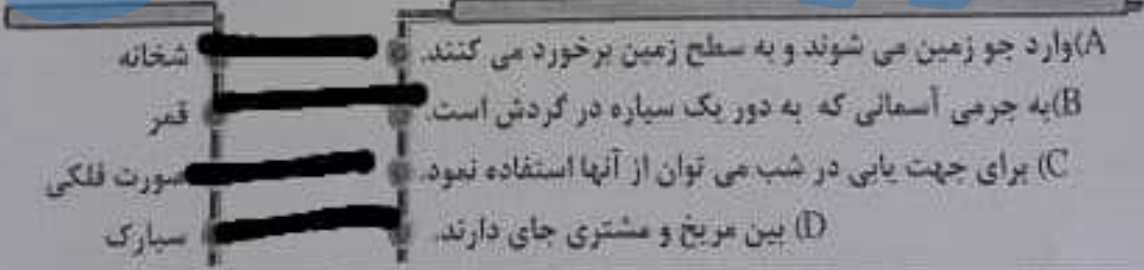 A)وارد جو زمین می شوند و به سطح زمین برخورد می کنند. شخانه
B)به جرمی آسمانی که به دور یک سیاره در گردش است. قمر
C) برای جهت یابی در شب می توان از آنها استفاده نمود. صورت فلکی
D) بین مریخ و مشتری جای دارند. سیارک